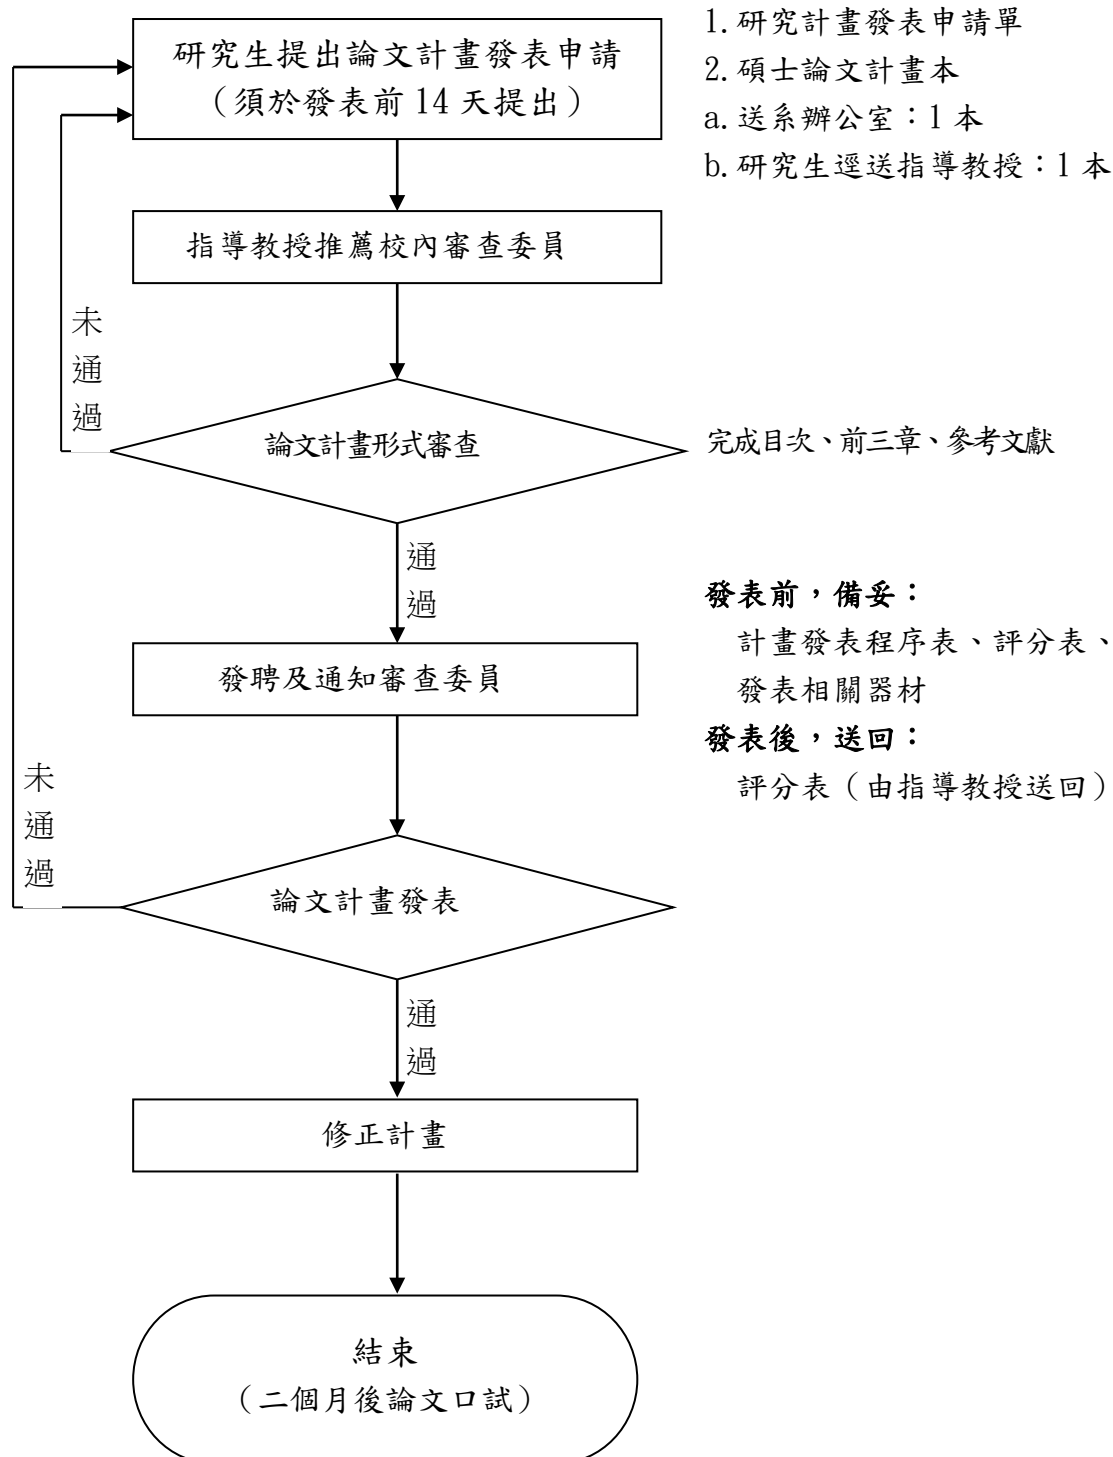 研究生提出論文計畫發表申請
（須於發表前 14 天提出）
1.研究計畫發表申請單
2.碩士論文計畫本
a.送系辦公室：1 本
b.研究生逕送指導教授：1 本
指導教授推薦校內審查委員
未
通
過
論文計畫形式審查
完成目次、前三章、參考文獻
通
過
發聘及通知審查委員
發表前，備妥：
計畫發表程序表、評分表、
發表相關器材
發表後，送回：
評分表（由指導教授送回）
未
通
過
論文計畫發表
通
過
修正計畫
結束
（二個月後論文口試）